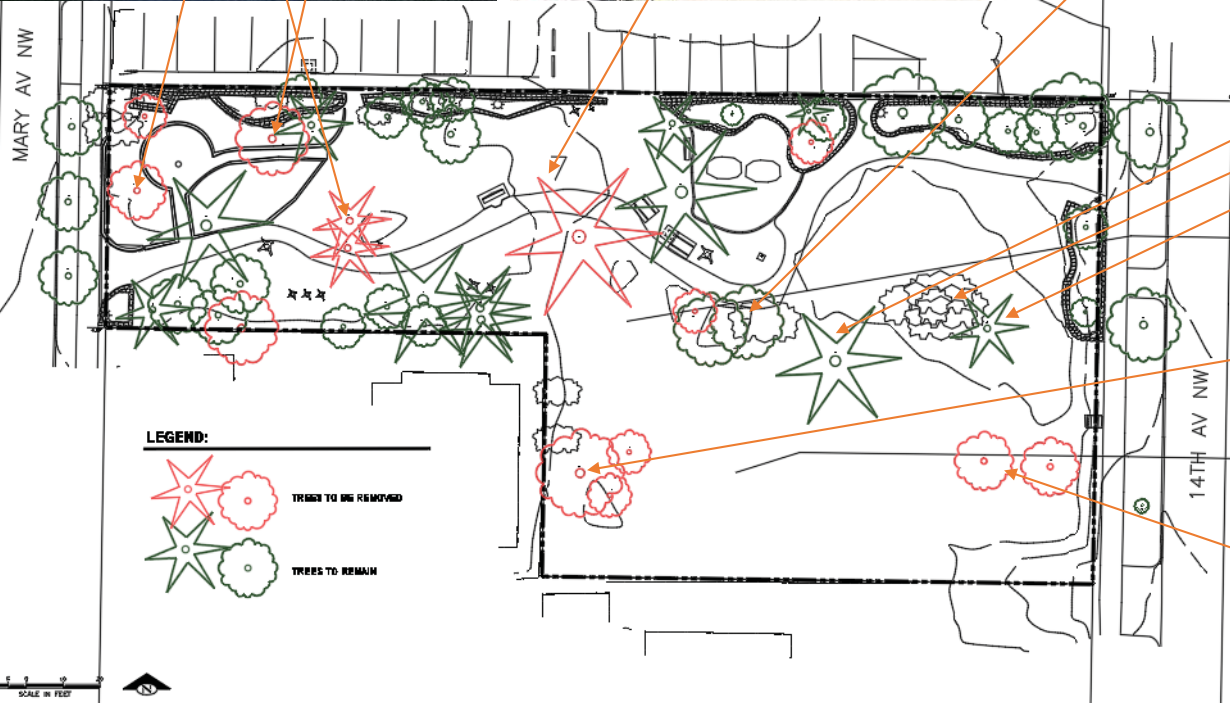 MARY AV NW
14TH AV NW
LEGEND:
TREES TO BE REMOVED
TREES TO REMAIN
SCALE IN FEET
N